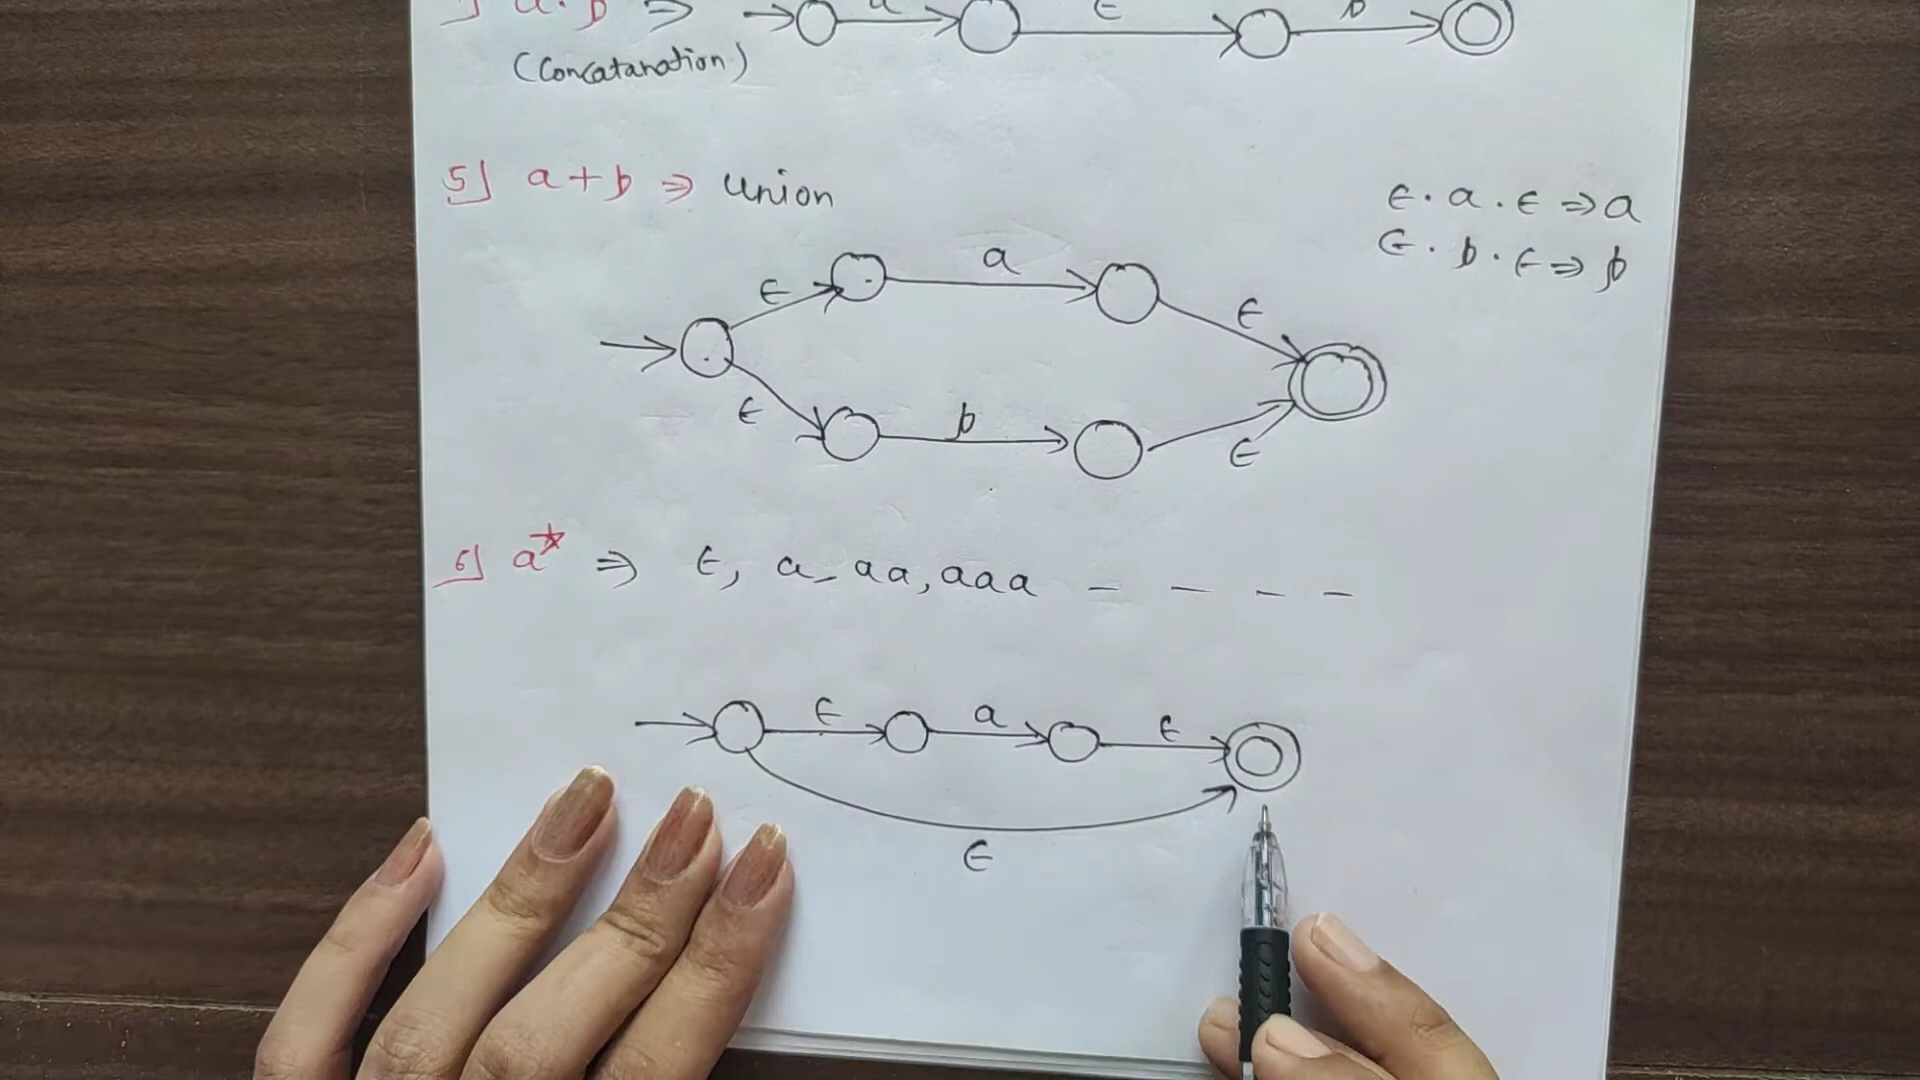 a · b ⇒ a ϵ b
(Concatanation)
5] a + b ⇒ union
ϵ · a · ϵ ⇒ a
ϵ · b · ϵ ⇒ b
a
ϵ ϵ
ϵ b ϵ
6] a* ⇒ ϵ, a, aa, aaa - - - -
ϵ a ϵ
ϵ